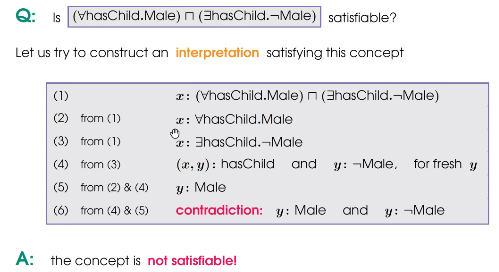 Q: Is (∀hasChild.Male) ⊓ (∃hasChild.¬Male) satisfiable?
Let us try to construct an interpretation satisfying this concept
(1) x: (∀hasChild.Male) ⊓ (∃hasChild.¬Male)
(2) from (1) x: ∀hasChild.Male
(3) from (1) x: ∃hasChild.¬Male
(4) from (3) (x, y): hasChild and y: ¬Male, for fresh y
(5) from (2) & (4) y: Male
(6) from (4) & (5) contradiction: y: Male and y: ¬Male
A: the concept is not satisfiable!